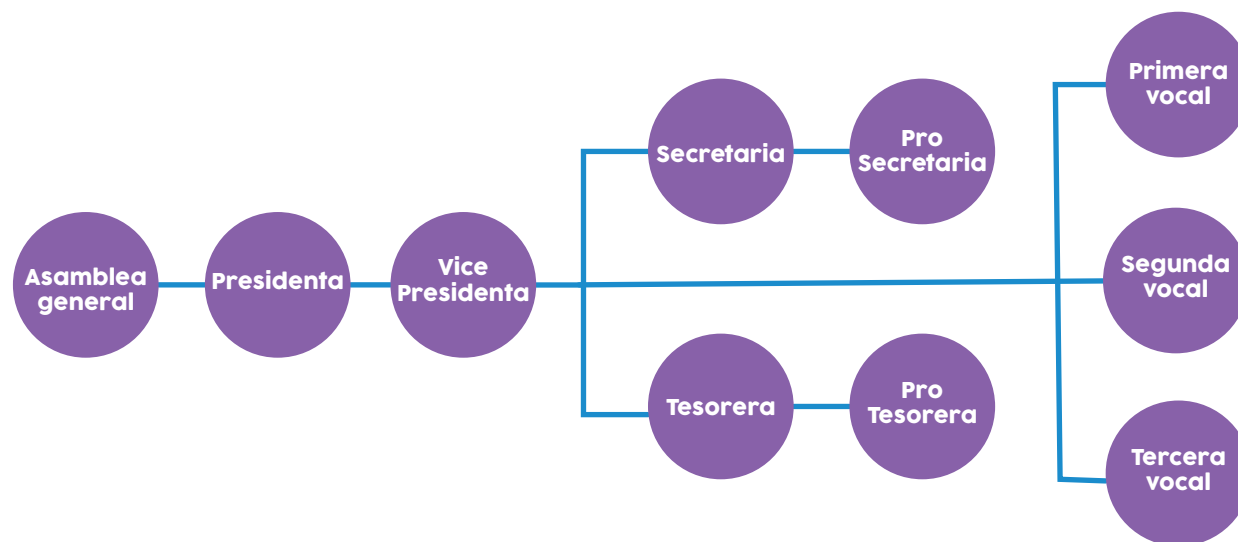 Asamblea
general
Presidenta
Vice
Presidenta
Secretaria
Pro
Secretaria
Tesorera
Pro
Tesorera
Primera
vocal
Segunda
vocal
Tercera
vocal